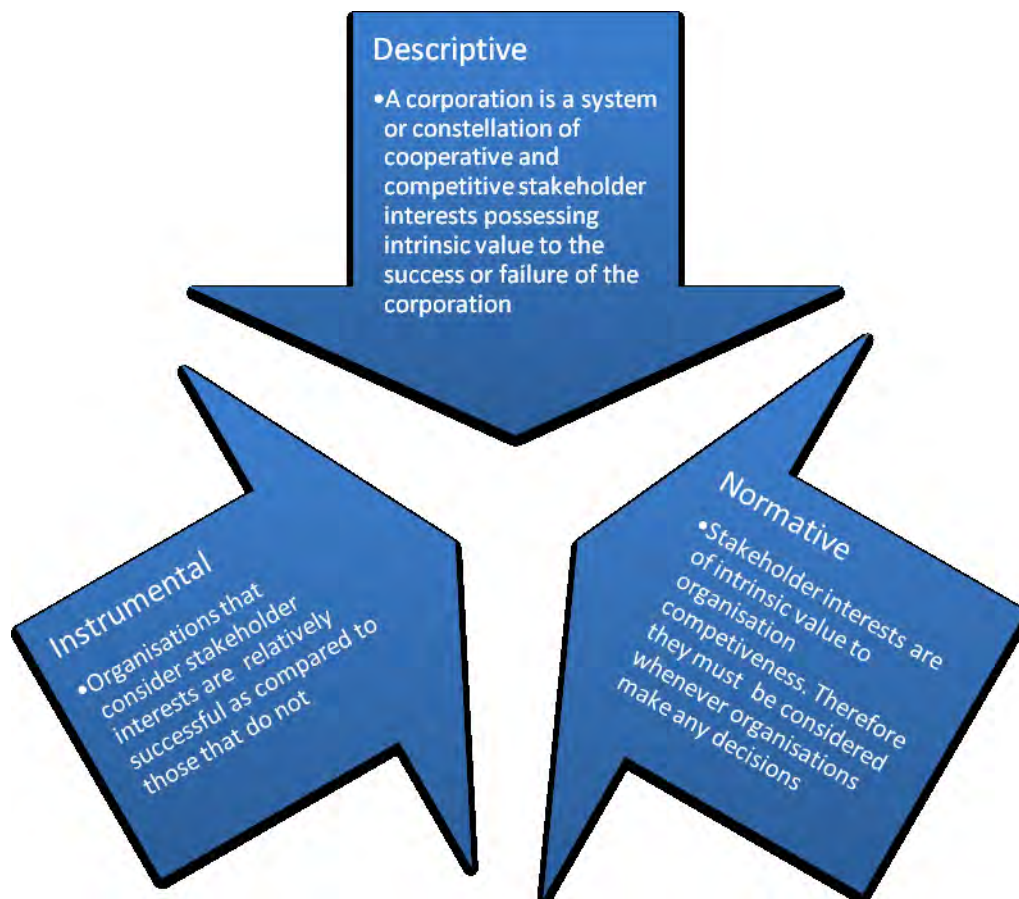 Descriptive
•A corporation is a system
or constellation of
cooperative and
competitive stakeholder
interests possessing
intrinsic value to the
success or failure of the
corporation
Instrumental
•Organisations that
consider stakeholder
interests are relatively
successful as compared to
those that do not
Normative
•Stakeholder interests are
of intrinsic value to
organisation
competiveness. Therefore
they must be considered
whenever organisations
make any decisions